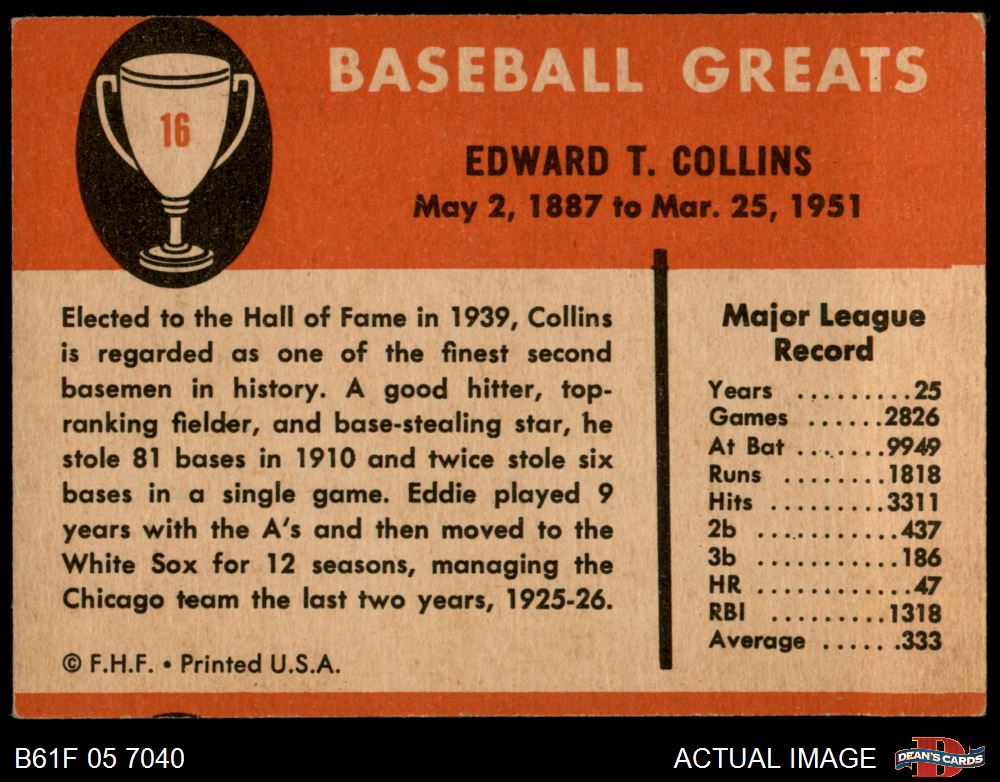 16
BASEBALL GREATS
EDWARD T. COLLINS
May 2, 1887 to Mar. 25, 1951
Elected to the Hall of Fame in 1939, Collins
is regarded as one of the finest second
basemen in history. A good hitter, top-
ranking fielder, and base-stealing star, he
stole 81 bases in 1910 and twice stole six
bases in a single game. Eddie played 9
years with the A's and then moved to the
White Sox for 12 seasons, managing the
Chicago team the last two years, 1925-26.
© F.H.F. • Printed U.S.A.
Major League
Record
Years .........25
Games ......2826
At Bat .......9949
Runs ........1818
Hits .........3311
2b ...........437
3b ...........186
HR ...........47
RBI .........1318
Average ......333
B61F 05 7040
ACTUAL IMAGE
D
DEAN'S CARDS